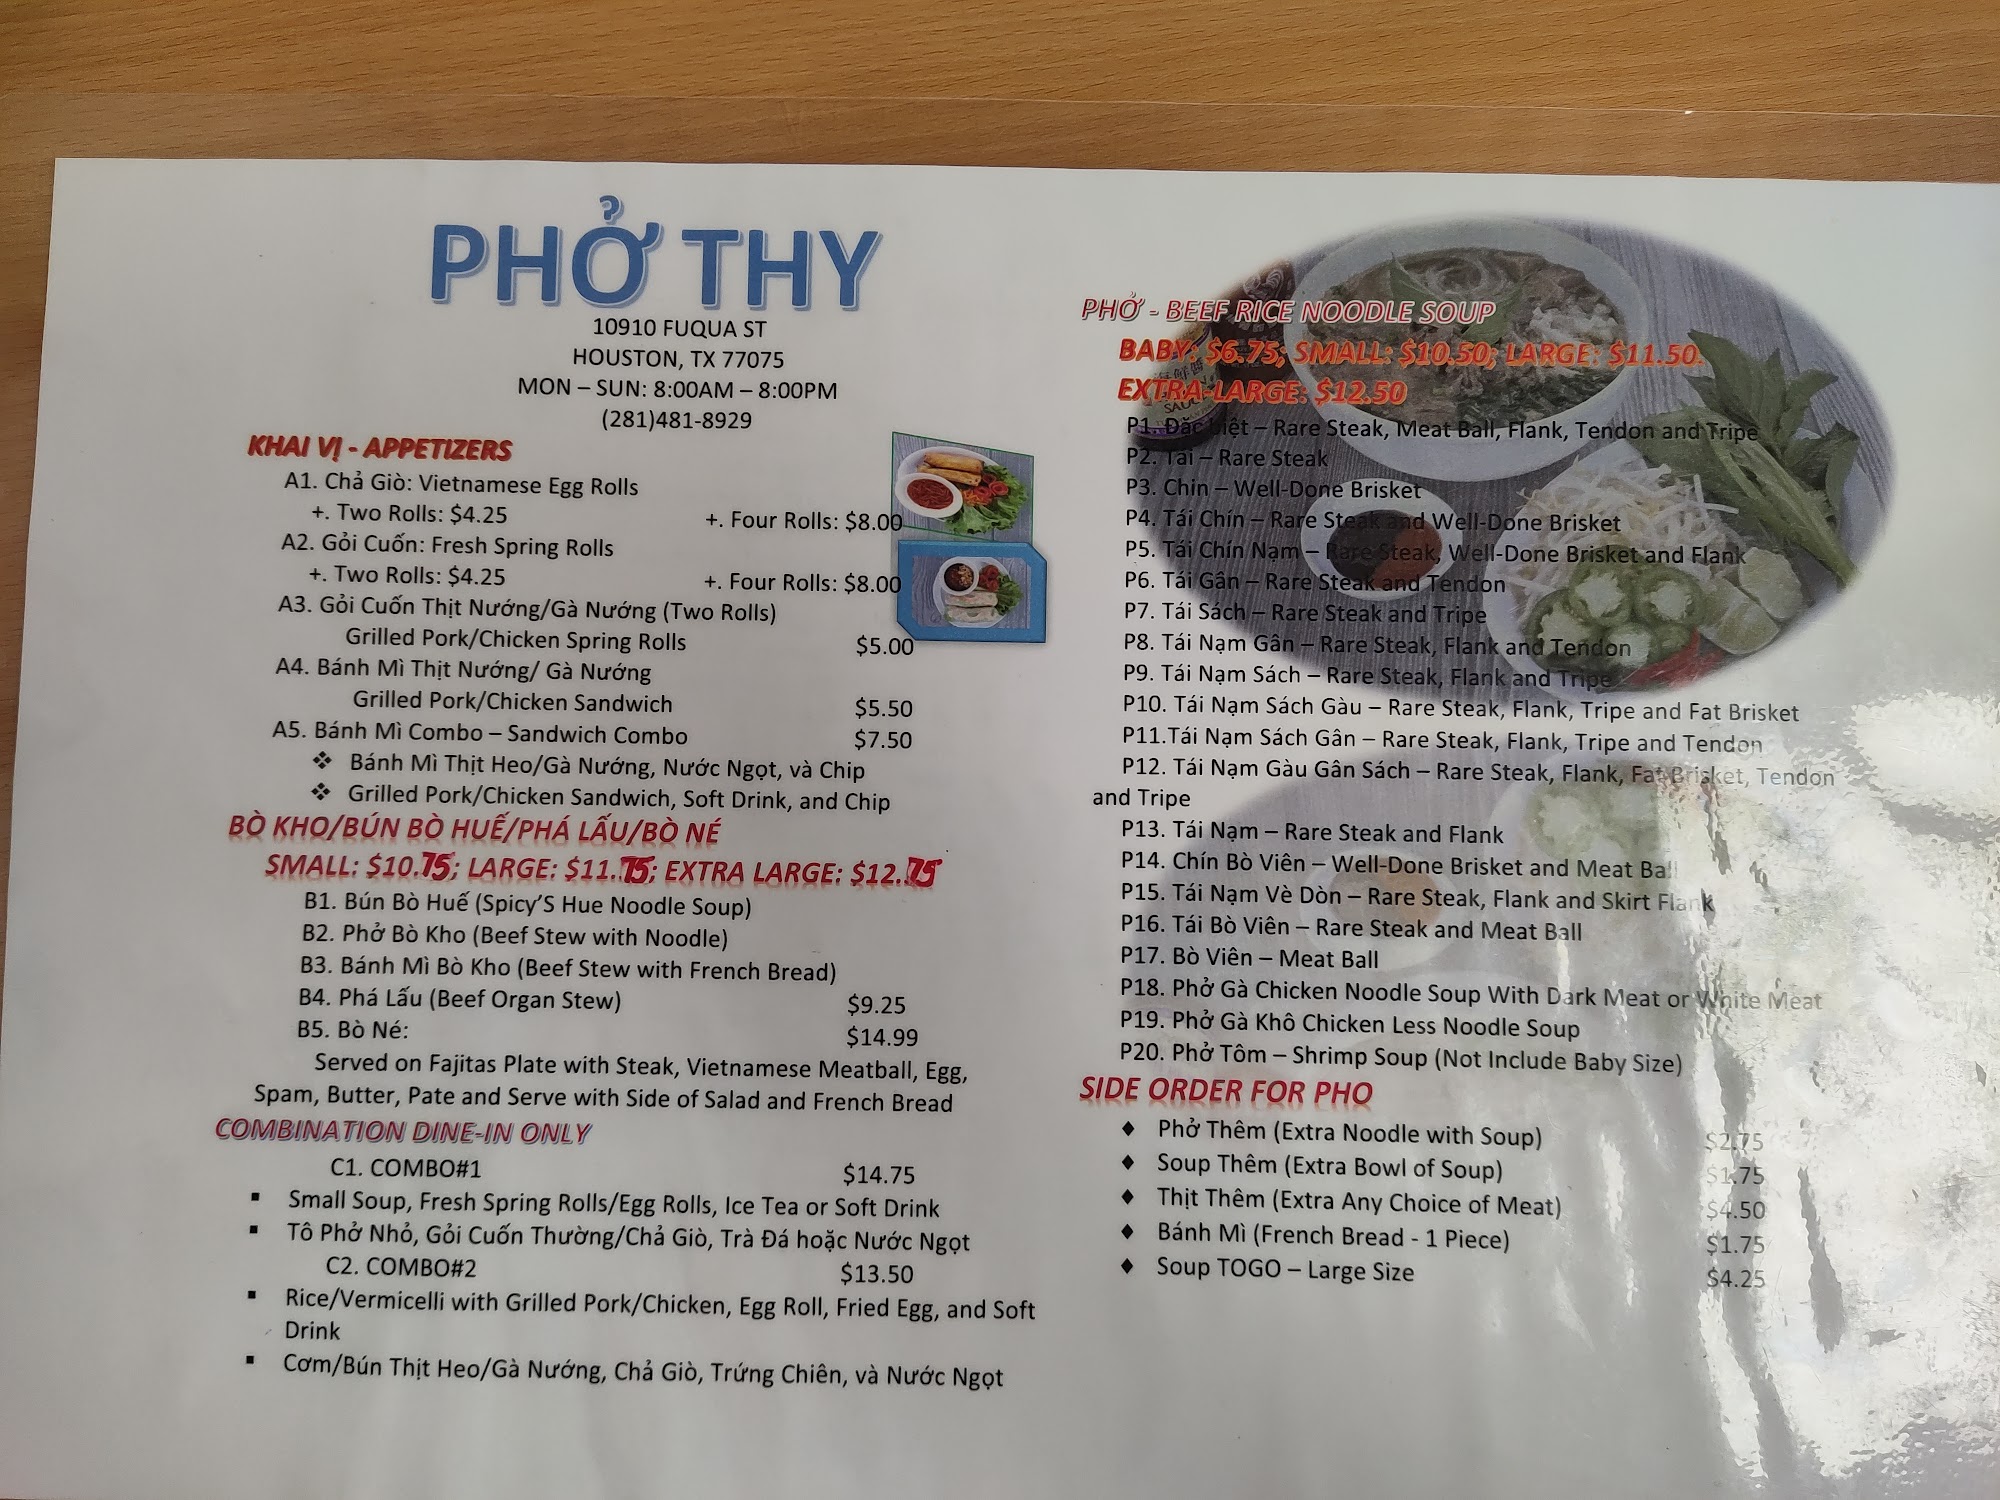 PHỞ THY
10910 FUQUA ST
HOUSTON, TX 77075
MON – SUN: 8:00AM – 8:00PM
(281)481-8929
KHAI VỊ - APPETIZERS
A1. Chả Giò: Vietnamese Egg Rolls
+. Two Rolls: $4.25 +. Four Rolls: $8.00
A2. Gỏi Cuốn: Fresh Spring Rolls
+. Two Rolls: $4.25 +. Four Rolls: $8.00
A3. Gỏi Cuốn Thịt Nướng/Gà Nướng (Two Rolls)
Grilled Pork/Chicken Spring Rolls $5.00
A4. Bánh Mì Thịt Nướng/ Gà Nướng
Grilled Pork/Chicken Sandwich $5.50
A5. Bánh Mì Combo – Sandwich Combo $7.50
❖ Bánh Mì Thịt Heo/Gà Nướng, Nước Ngọt, và Chip
❖ Grilled Pork/Chicken Sandwich, Soft Drink, and Chip
BÒ KHO/BÚN BÒ HUẾ/PHÁ LẤU/BÒ NÉ
SMALL: $10.75; LARGE: $11.75; EXTRA LARGE: $12.75
B1. Bún Bò Huế (Spicy'S Hue Noodle Soup)
B2. Phở Bò Kho (Beef Stew with Noodle)
B3. Bánh Mì Bò Kho (Beef Stew with French Bread)
B4. Phá Lấu (Beef Organ Stew) $9.25
B5. Bò Né: $14.99
Served on Fajitas Plate with Steak, Vietnamese Meatball, Egg,
Spam, Butter, Pate and Serve with Side of Salad and French Bread
COMBINATION DINE-IN ONLY
C1. COMBO#1 $14.75
▪ Small Soup, Fresh Spring Rolls/Egg Rolls, Ice Tea or Soft Drink
▪ Tô Phở Nhỏ, Gỏi Cuốn Thường/Chả Giò, Trà Đá hoặc Nước Ngọt
C2. COMBO#2 $13.50
▪ Rice/Vermicelli with Grilled Pork/Chicken, Egg Roll, Fried Egg, and Soft
Drink
▪ Cơm/Bún Thịt Heo/Gà Nướng, Chả Giò, Trứng Chiên, và Nước Ngọt
PHỞ - BEEF RICE NOODLE SOUP
BABY: $6.75; SMALL: $10.50; LARGE: $11.50.
EXTRA-LARGE: $12.50
P1. Đặc Biệt – Rare Steak, Meat Ball, Flank, Tendon and Tripe
P2. Tái – Rare Steak
P3. Chín – Well-Done Brisket
P4. Tái Chín – Rare Steak and Well-Done Brisket
P5. Tái Chín Nạm – Rare Steak, Well-Done Brisket and Flank
P6. Tái Gân – Rare Steak and Tendon
P7. Tái Sách – Rare Steak and Tripe
P8. Tái Nạm Gân – Rare Steak, Flank and Tendon
P9. Tái Nạm Sách – Rare Steak, Flank and Tripe
P10. Tái Nạm Sách Gàu – Rare Steak, Flank, Tripe and Fat Brisket
P11.Tái Nạm Sách Gân – Rare Steak, Flank, Tripe and Tendon
P12. Tái Nạm Gàu Gân Sách – Rare Steak, Flank, Fat Brisket, Tendon
and Tripe
P13. Tái Nạm – Rare Steak and Flank
P14. Chín Bò Viên – Well-Done Brisket and Meat Ball
P15. Tái Nạm Vè Dòn – Rare Steak, Flank and Skirt Flank
P16. Tái Bò Viên – Rare Steak and Meat Ball
P17. Bò Viên – Meat Ball
P18. Phở Gà Chicken Noodle Soup With Dark Meat or White Meat
P19. Phở Gà Khô Chicken Less Noodle Soup
P20. Phở Tôm – Shrimp Soup (Not Include Baby Size)
SIDE ORDER FOR PHO
♦ Phở Thêm (Extra Noodle with Soup) $2.75
♦ Soup Thêm (Extra Bowl of Soup) $1.75
♦ Thịt Thêm (Extra Any Choice of Meat) $4.50
♦ Bánh Mì (French Bread - 1 Piece) $1.75
♦ Soup TOGO – Large Size $4.25